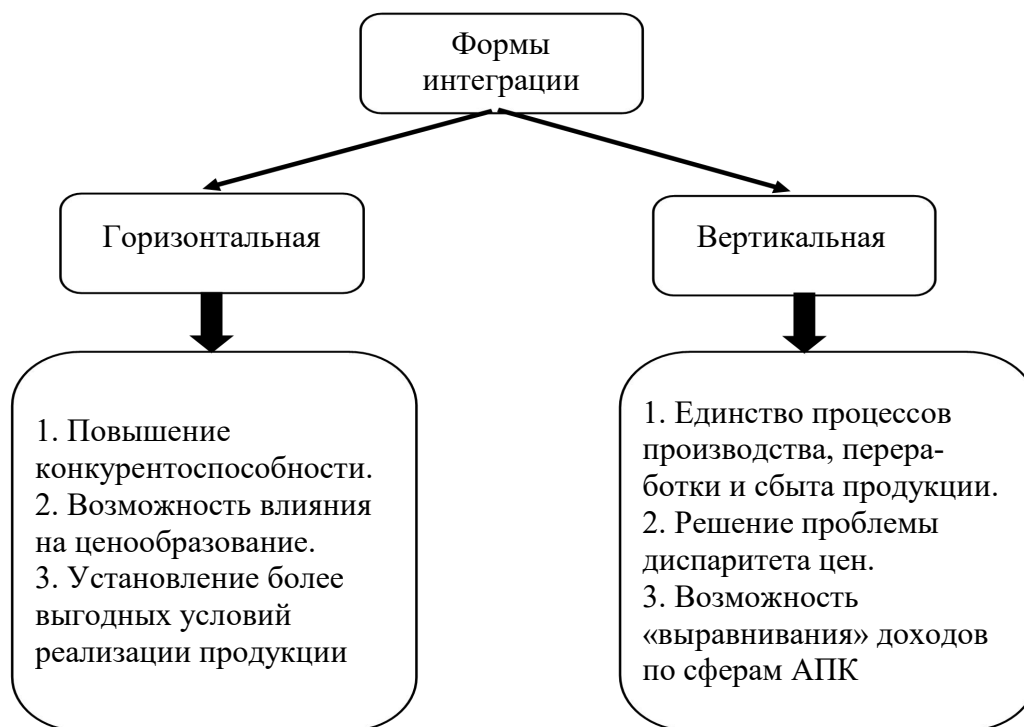 Формы
интеграции
Горизонтальная
Вертикальная
1. Повышение
конкурентоспособности.
2. Возможность влияния
на ценообразование.
3. Установление более
выгодных условий
реализации продукции
1. Единство процессов
производства, перера-
ботки и сбыта продукции.
2. Решение проблемы
диспаритета цен.
3. Возможность
«выравнивания» доходов
по сферам АПК